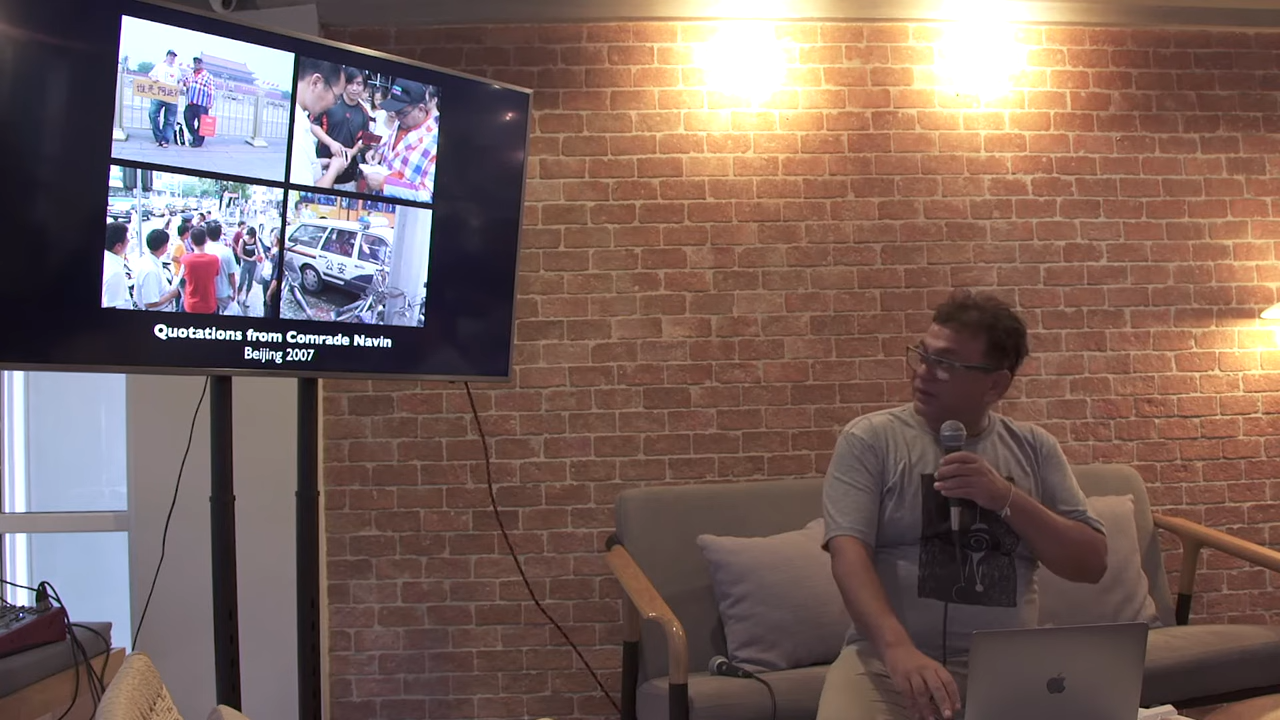 公安
Quotations from Comrade Navin
Beijing 2007